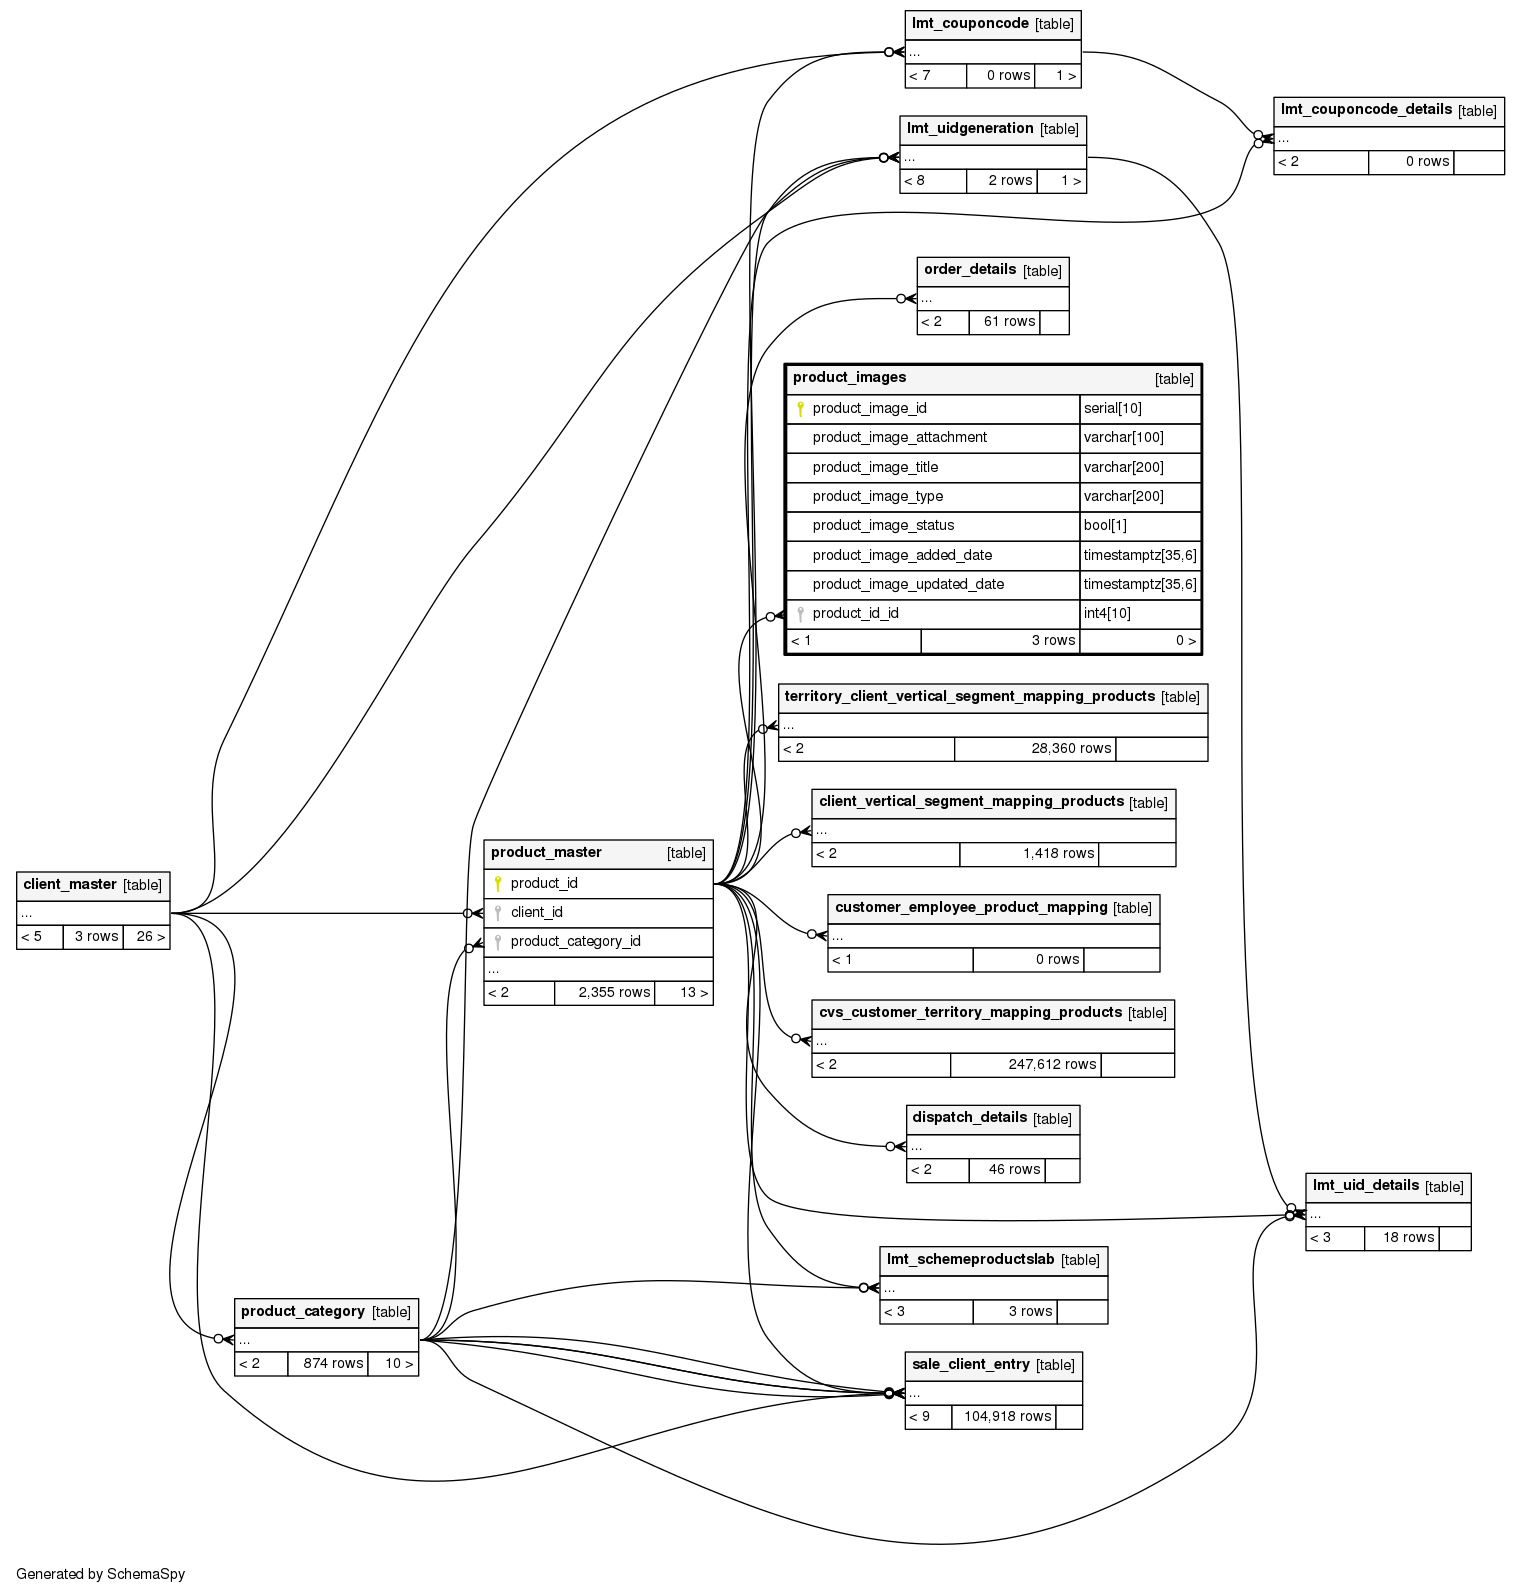 lmt_couponcode [table]
...
< 7 0 rows 1 >
lmt_couponcode_details [table]
...
< 2 0 rows
lmt_uidgeneration [table]
...
< 8 2 rows 1 >
order_details [table]
...
< 2 61 rows
product_images [table]
product_image_id serial[10]
product_image_attachment varchar[100]
product_image_title varchar[200]
product_image_type varchar[200]
product_image_status bool[1]
product_image_added_date timestamptz[35,6]
product_image_updated_date timestamptz[35,6]
product_id_id int4[10]
< 1 3 rows 0 >
territory_client_vertical_segment_mapping_products [table]
...
< 2 28,360 rows
client_vertical_segment_mapping_products [table]
...
< 2 1,418 rows
product_master [table]
product_id
client_id
product_category_id
...
< 2 2,355 rows 13 >
client_master [table]
...
< 5 3 rows 26 >
customer_employee_product_mapping [table]
...
< 1 0 rows
cvs_customer_territory_mapping_products [table]
...
< 2 247,612 rows
dispatch_details [table]
...
< 2 46 rows
lmt_uid_details [table]
...
< 3 18 rows
lmt_schemeproductslab [table]
...
< 3 3 rows
product_category [table]
...
< 2 874 rows 10 >
sale_client_entry [table]
...
< 9 104,918 rows
Generated by SchemaSpy